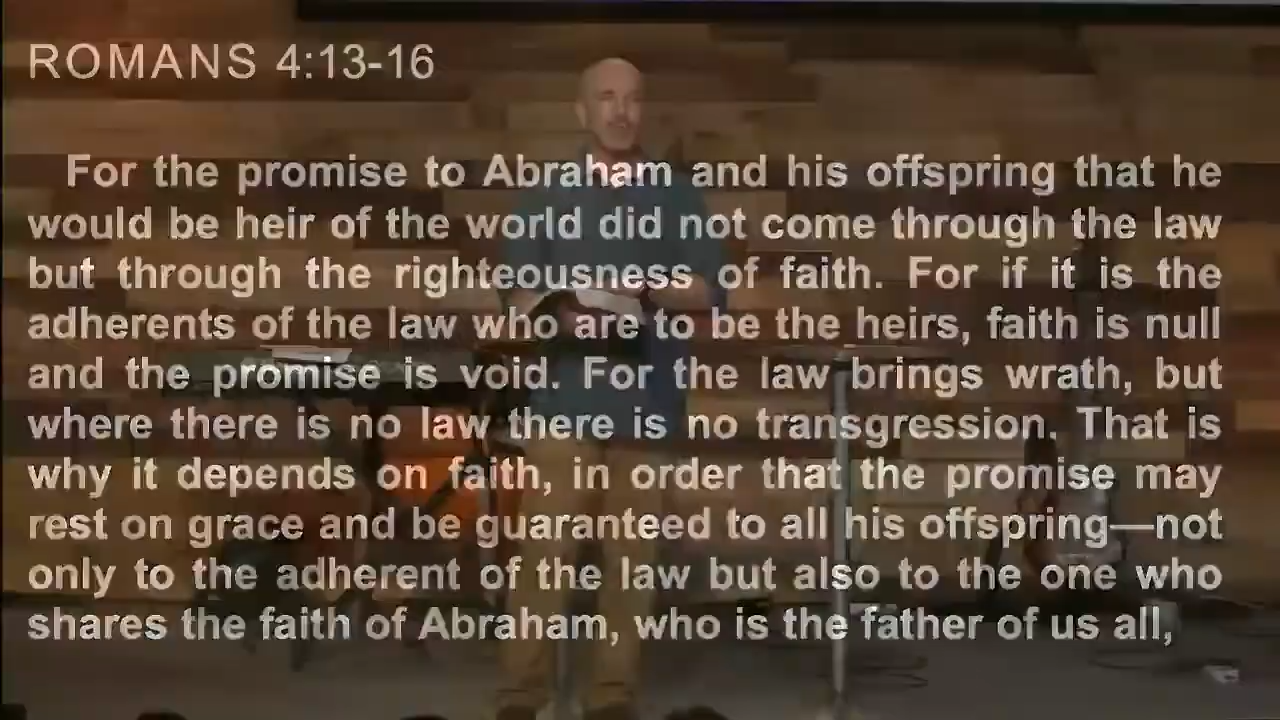 ROMANS 4:13-16
For the promise to Abraham and his offspring that he
would be heir of the world did not come through the law
but through the righteousness of faith. For if it is the
adherents of the law who are to be the heirs, faith is null
and the promise is void. For the law brings wrath, but
where there is no law there is no transgression. That is
why it depends on faith, in order that the promise may
rest on grace and be guaranteed to all his offspring—not
only to the adherent of the law but also to the one who
shares the faith of Abraham, who is the father of us all,